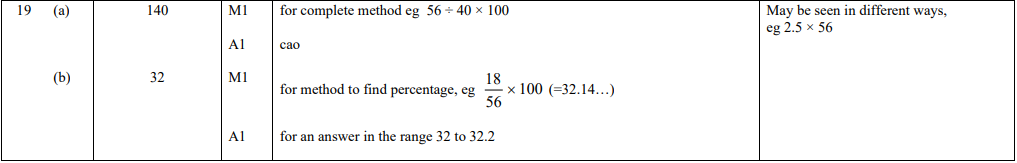 19 (a) 140 M1 for complete method eg 56 ÷ 40 × 100 May be seen in different ways,
eg 2.5 × 56
A1 cao
(b) 32 M1 for method to find percentage, eg 18/56 × 100 (=32.14…)
A1 for an answer in the range 32 to 32.2